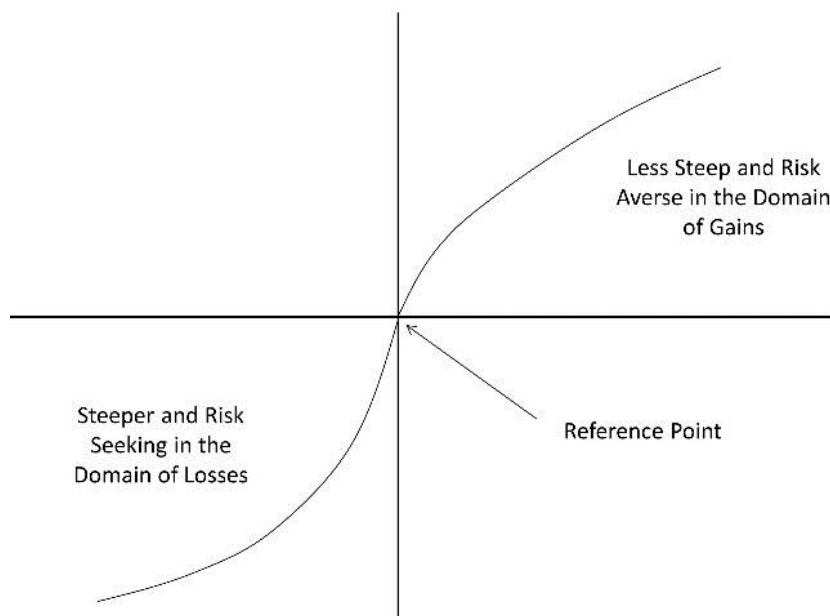 Less Steep and Risk
Averse in the Domain
of Gains
Steeper and Risk
Seeking in the
Domain of Losses
Reference Point